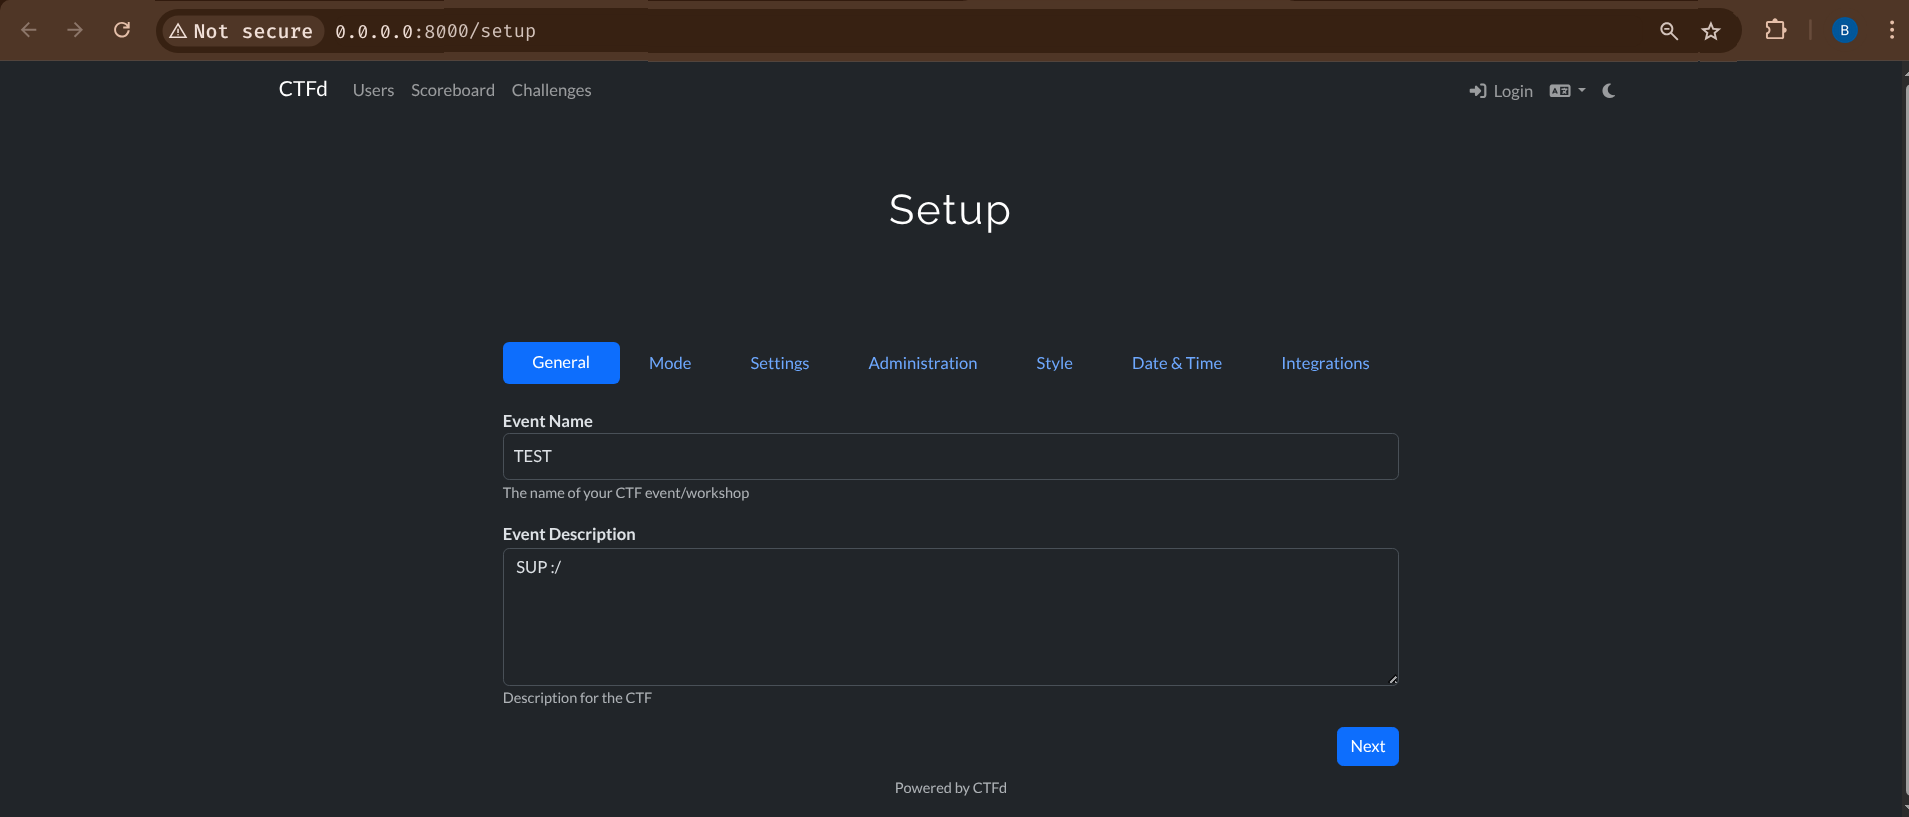 Not secure 0.0.0.0:8000/setup B
CTFd Users Scoreboard Challenges Login
Setup
General Mode Settings Administration Style Date & Time Integrations
Event Name
TEST
The name of your CTF event/workshop
Event Description
SUP :/
Description for the CTF
Next
Powered by CTFd